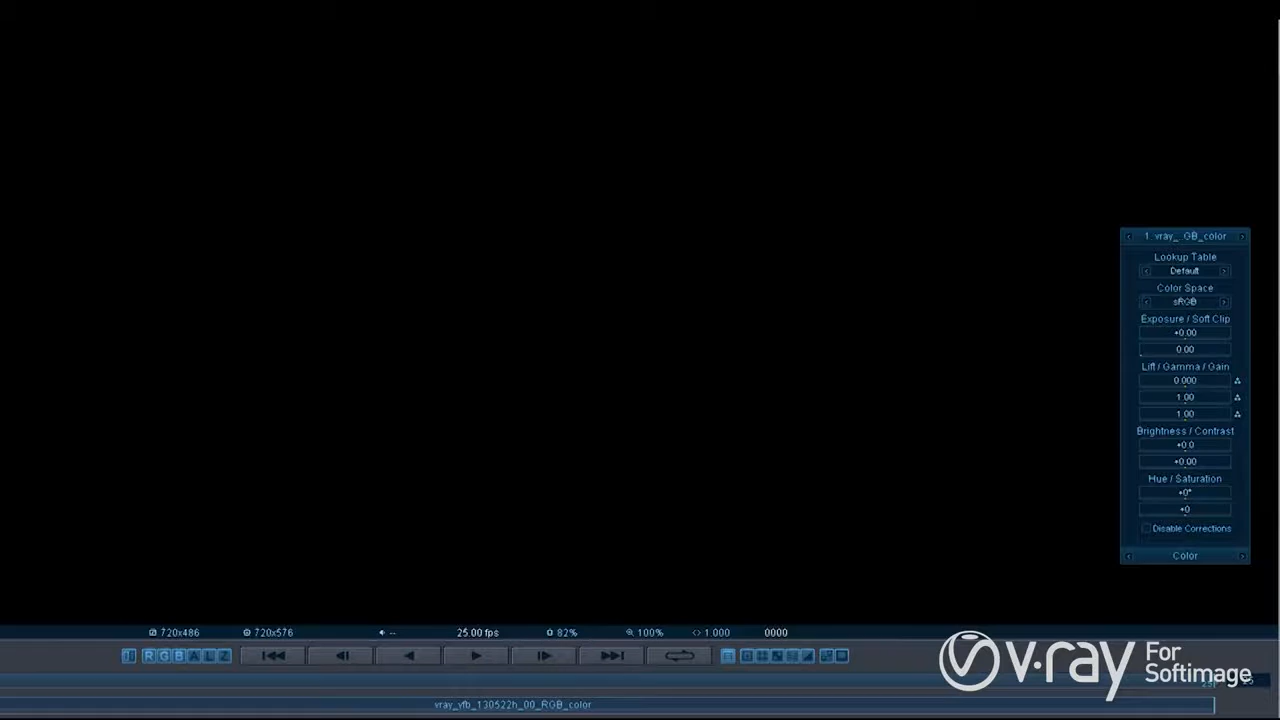 1. vray_ GB_color
Lookup Table
Default
Color Space
sRGB
Exposure / Soft Clip
+0.00
0.00
Lift / Gamma / Gain
0.000
1.00
1.00
Brightness / Contrast
+0.0
+0.00
Hue / Saturation
+0°
+0
Disable Corrections
Color
720x486 720x576 -- 25.00 fps 82% 100% 1.000 0000
R G B A L Z
v·ray For Softimage
vray_vfb_130522h_00_RGB_color